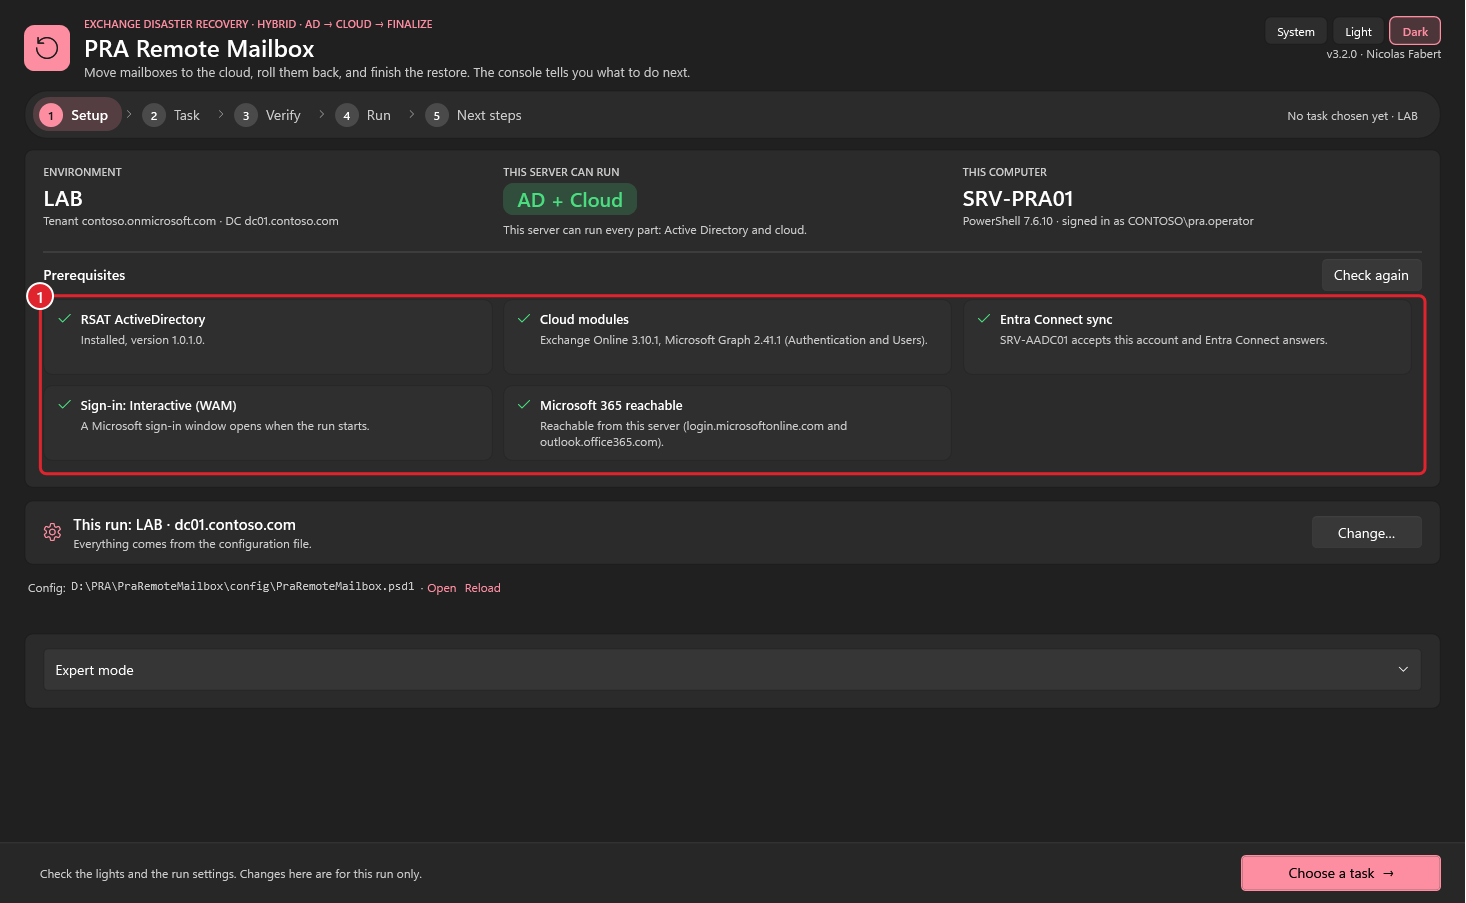 EXCHANGE DISASTER RECOVERY · HYBRID · AD → CLOUD → FINALIZE
PRA Remote Mailbox
Move mailboxes to the cloud, roll them back, and finish the restore. The console tells you what to do next.
System
Light
Dark
v3.2.0 · Nicolas Fabert
1 Setup
2 Task
3 Verify
4 Run
5 Next steps
No task chosen yet · LAB
ENVIRONMENT
LAB
Tenant contoso.onmicrosoft.com · DC dc01.contoso.com
THIS SERVER CAN RUN
AD + Cloud
This server can run every part: Active Directory and cloud.
THIS COMPUTER
SRV-PRA01
PowerShell 7.6.10 · signed in as CONTOSO\pra.operator
Prerequisites
Check again
1
RSAT ActiveDirectory
Installed, version 1.0.1.0.
Cloud modules
Exchange Online 3.10.1, Microsoft Graph 2.41.1 (Authentication and Users).
Entra Connect sync
SRV-AADC01 accepts this account and Entra Connect answers.
Sign-in: Interactive (WAM)
A Microsoft sign-in window opens when the run starts.
Microsoft 365 reachable
Reachable from this server (login.microsoftonline.com and
outlook.office365.com).
This run: LAB · dc01.contoso.com
Everything comes from the configuration file.
Change...
Config: D:\PRA\PraRemoteMailbox\config\PraRemoteMailbox.psd1 · Open Reload
Expert mode
Check the lights and the run settings. Changes here are for this run only.
Choose a task →